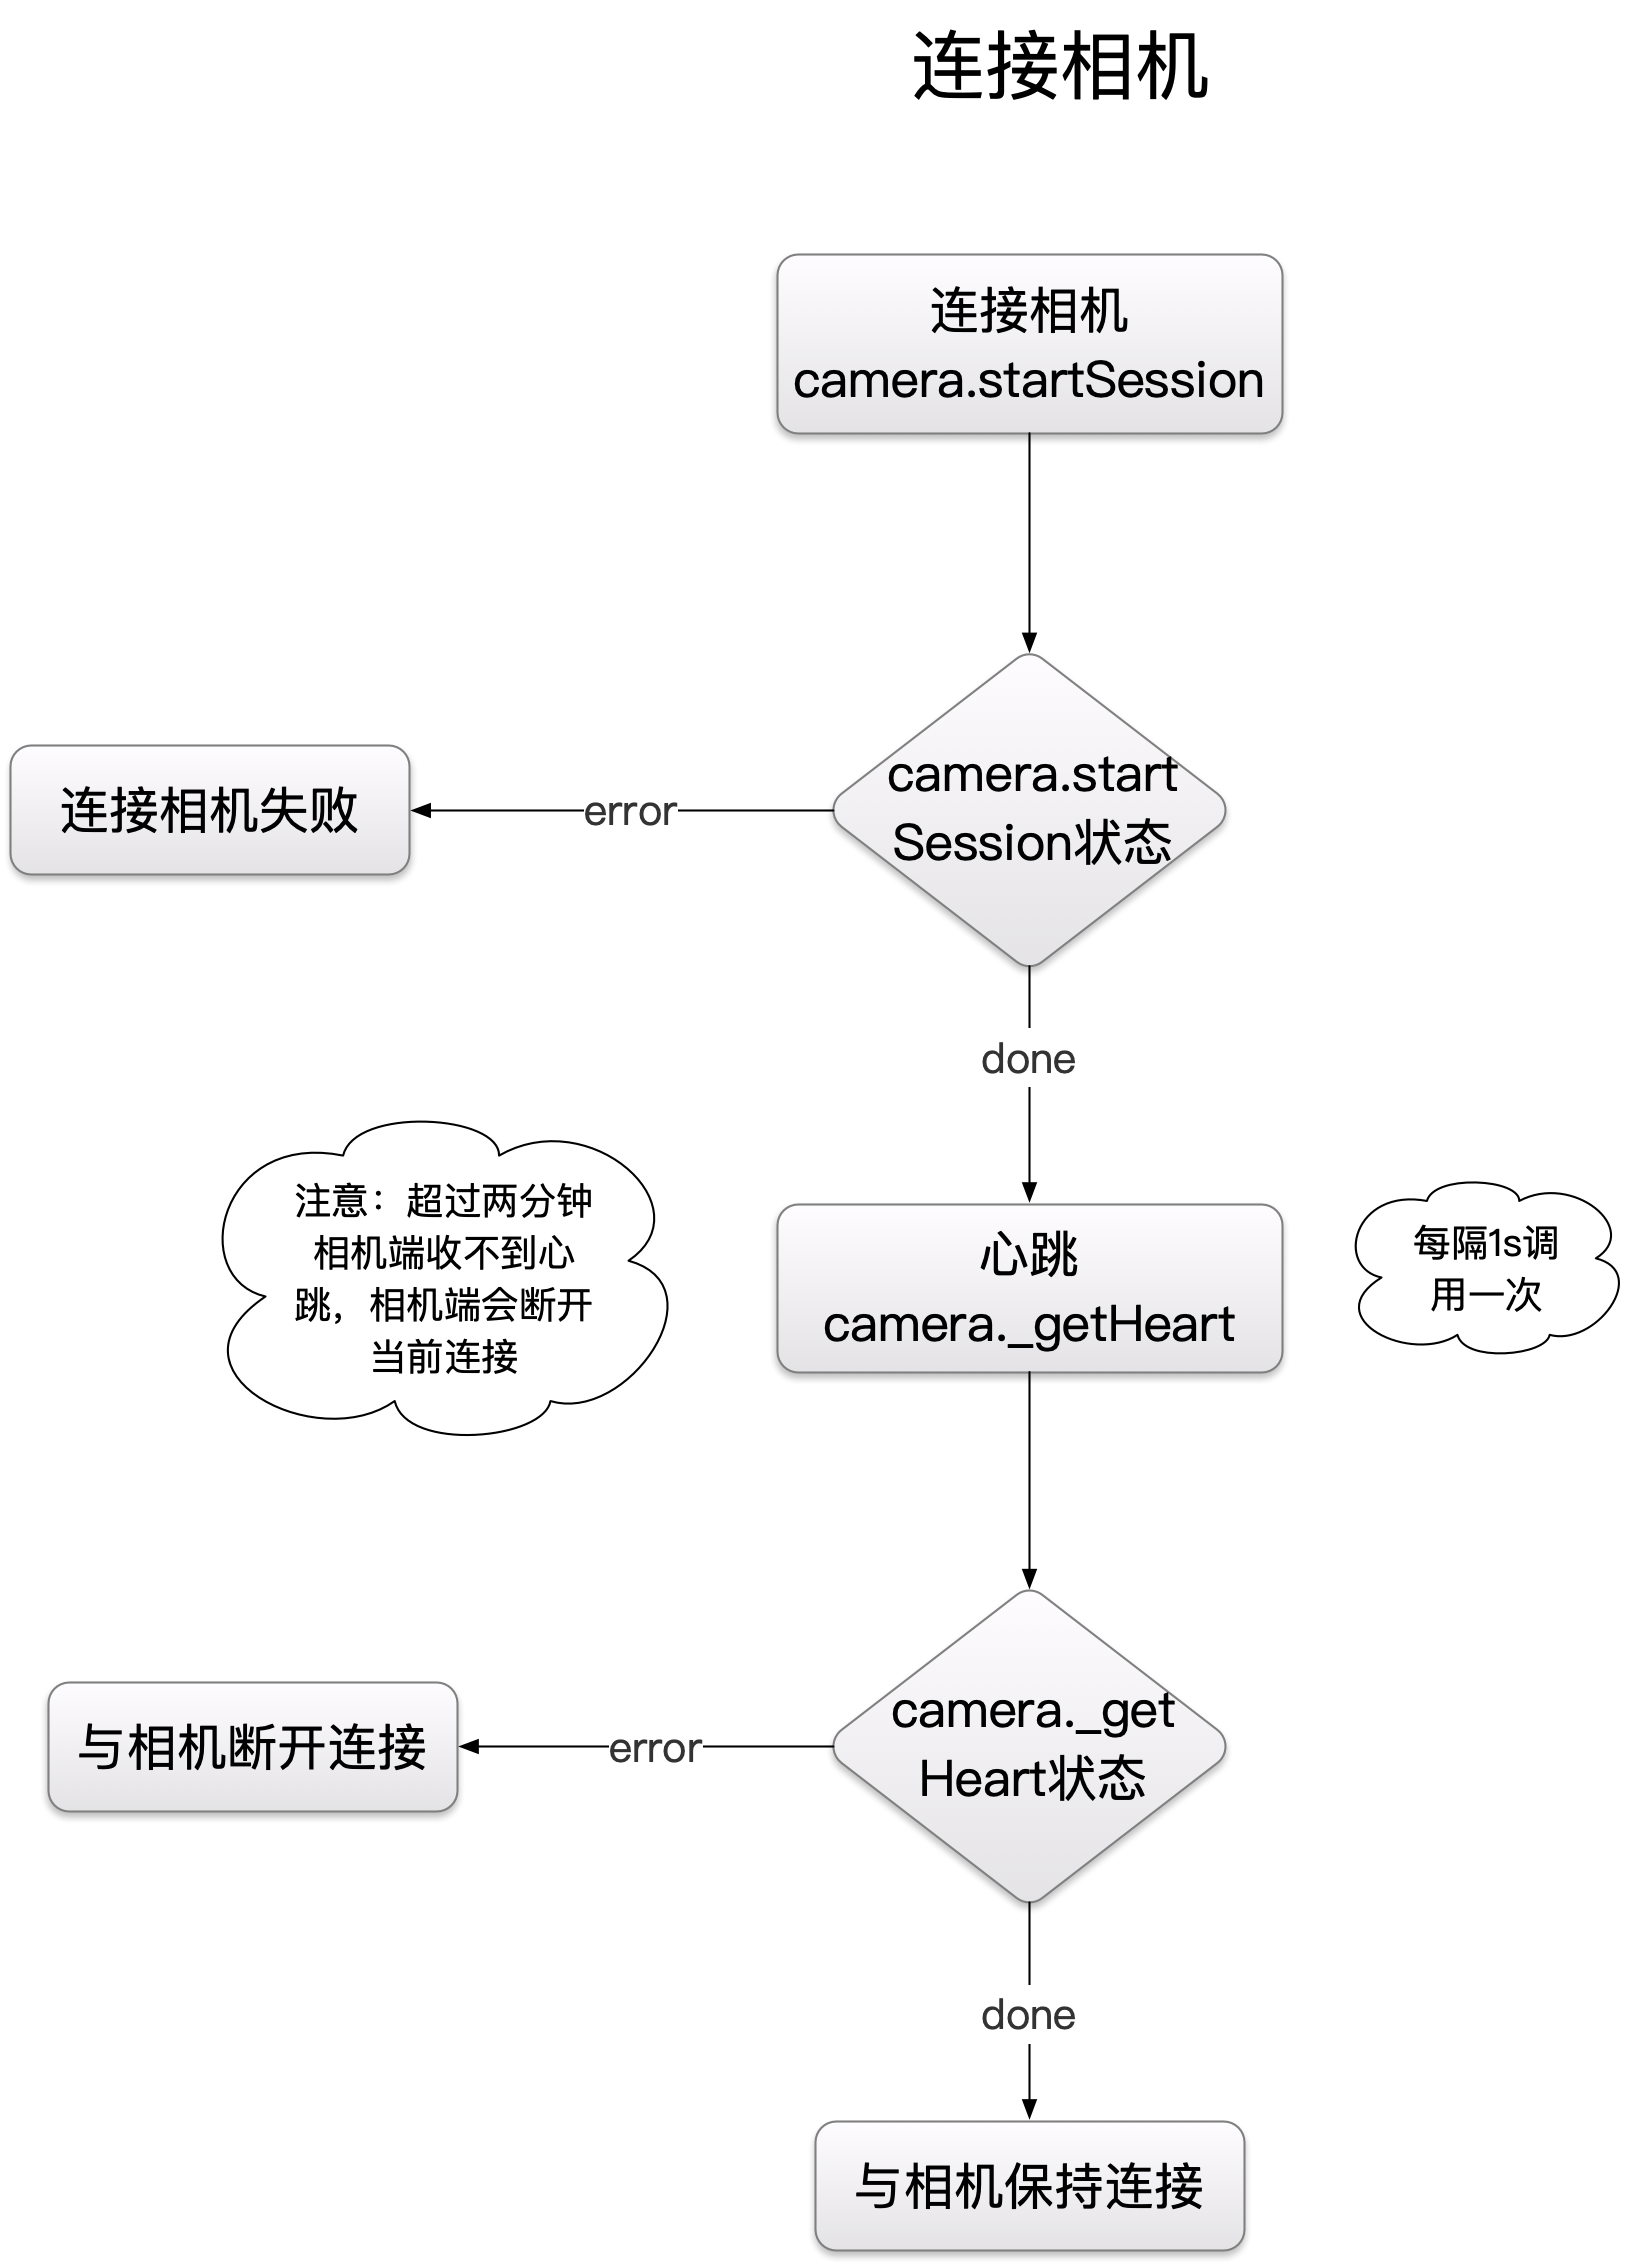 连接相机
连接相机
camera.startSession
camera.start
Session状态
error
连接相机失败
done
注意：超过两分钟
相机端收不到心
跳，相机端会断开
当前连接
心跳
camera._getHeart
每隔1s调
用一次
camera._get
Heart状态
error
与相机断开连接
done
与相机保持连接